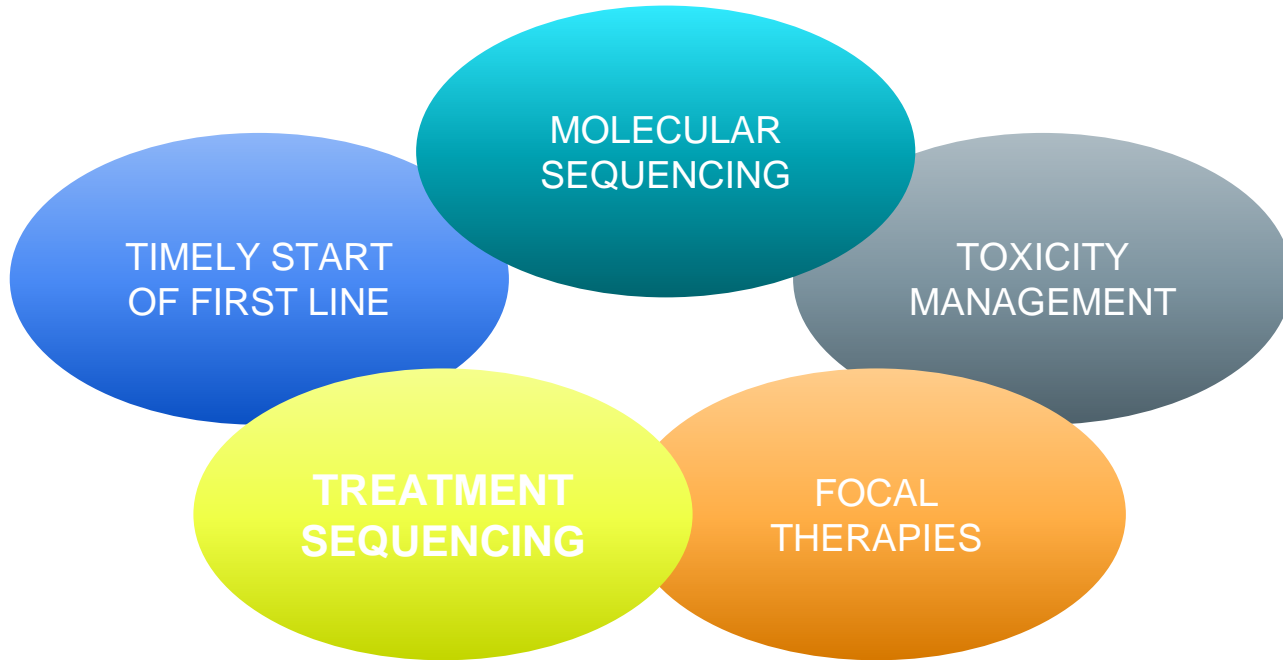 MOLECULAR
SEQUENCING
TIMELY START
OF FIRST LINE
TOXICITY
MANAGEMENT
TREATMENT
SEQUENCING
FOCAL
THERAPIES